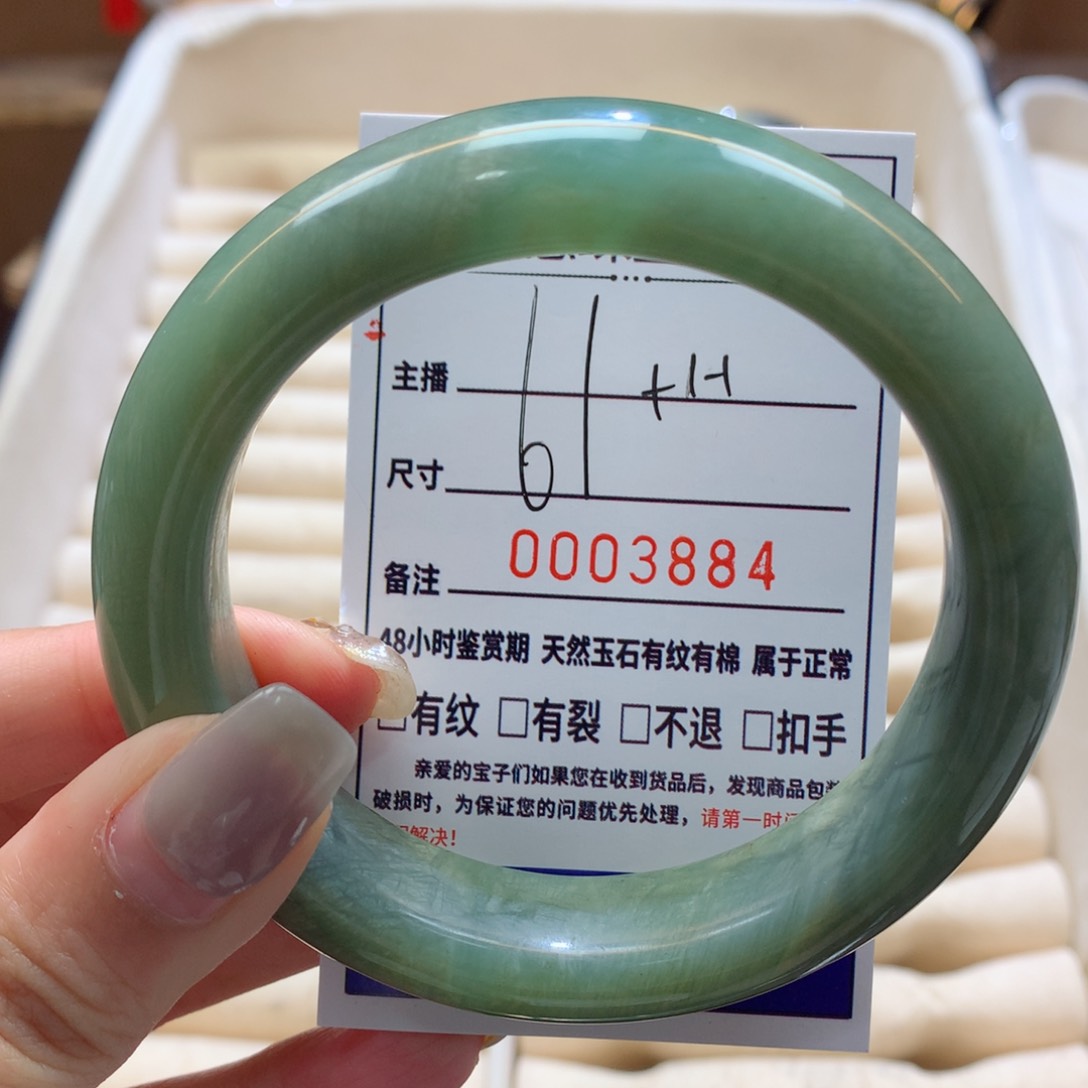 主播
61 +H
尺寸
备注 0003884
48小时鉴赏期 天然玉石有纹有棉 属于正常
□有纹 □有裂 □不退 □扣手
亲爱的宝子们如果您在收到货品后，发现商品包
破损时，为保证您的问题优先处理，请第一时
解决！